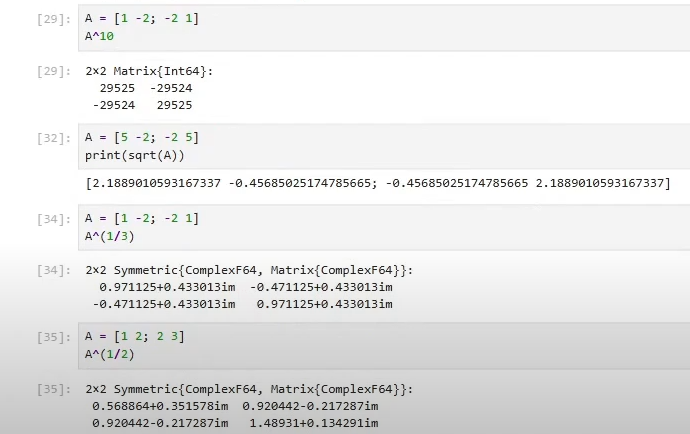 [29]: A = [1 -2; -2 1]
A^10
[29]: 2×2 Matrix{Int64}:
29525 -29524
-29524 29525
[32]: A = [5 -2; -2 5]
print(sqrt(A))
[2.1889010593167337 -0.45685025174785665; -0.45685025174785665 2.1889010593167337]
[34]: A = [1 -2; -2 1]
A^(1/3)
[34]: 2×2 Symmetric{ComplexF64, Matrix{ComplexF64}}:
0.971125+0.433013im -0.471125+0.433013im
-0.471125+0.433013im 0.971125+0.433013im
[35]: A = [1 2; 2 3]
A^(1/2)
[35]: 2×2 Symmetric{ComplexF64, Matrix{ComplexF64}}:
0.568864+0.351578im 0.920442-0.217287im
0.920442-0.217287im 1.48931+0.134291im